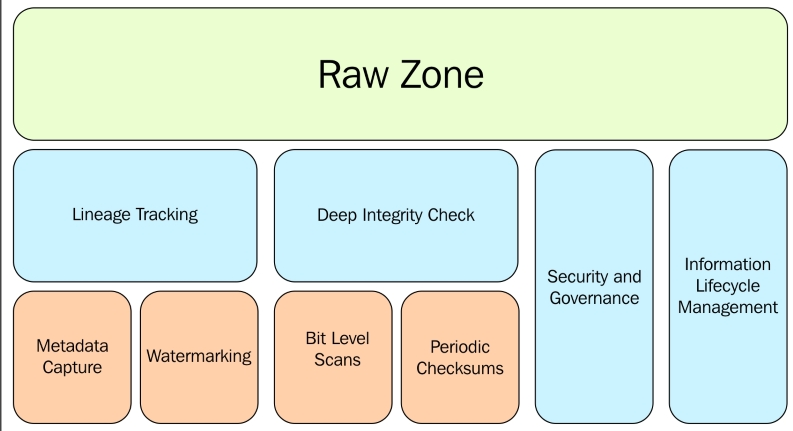 Raw Zone
Lineage Tracking
Deep Integrity Check
Security and
Governance
Information
Lifecycle
Management
Metadata
Capture
Watermarking
Bit Level
Scans
Periodic
Checksums